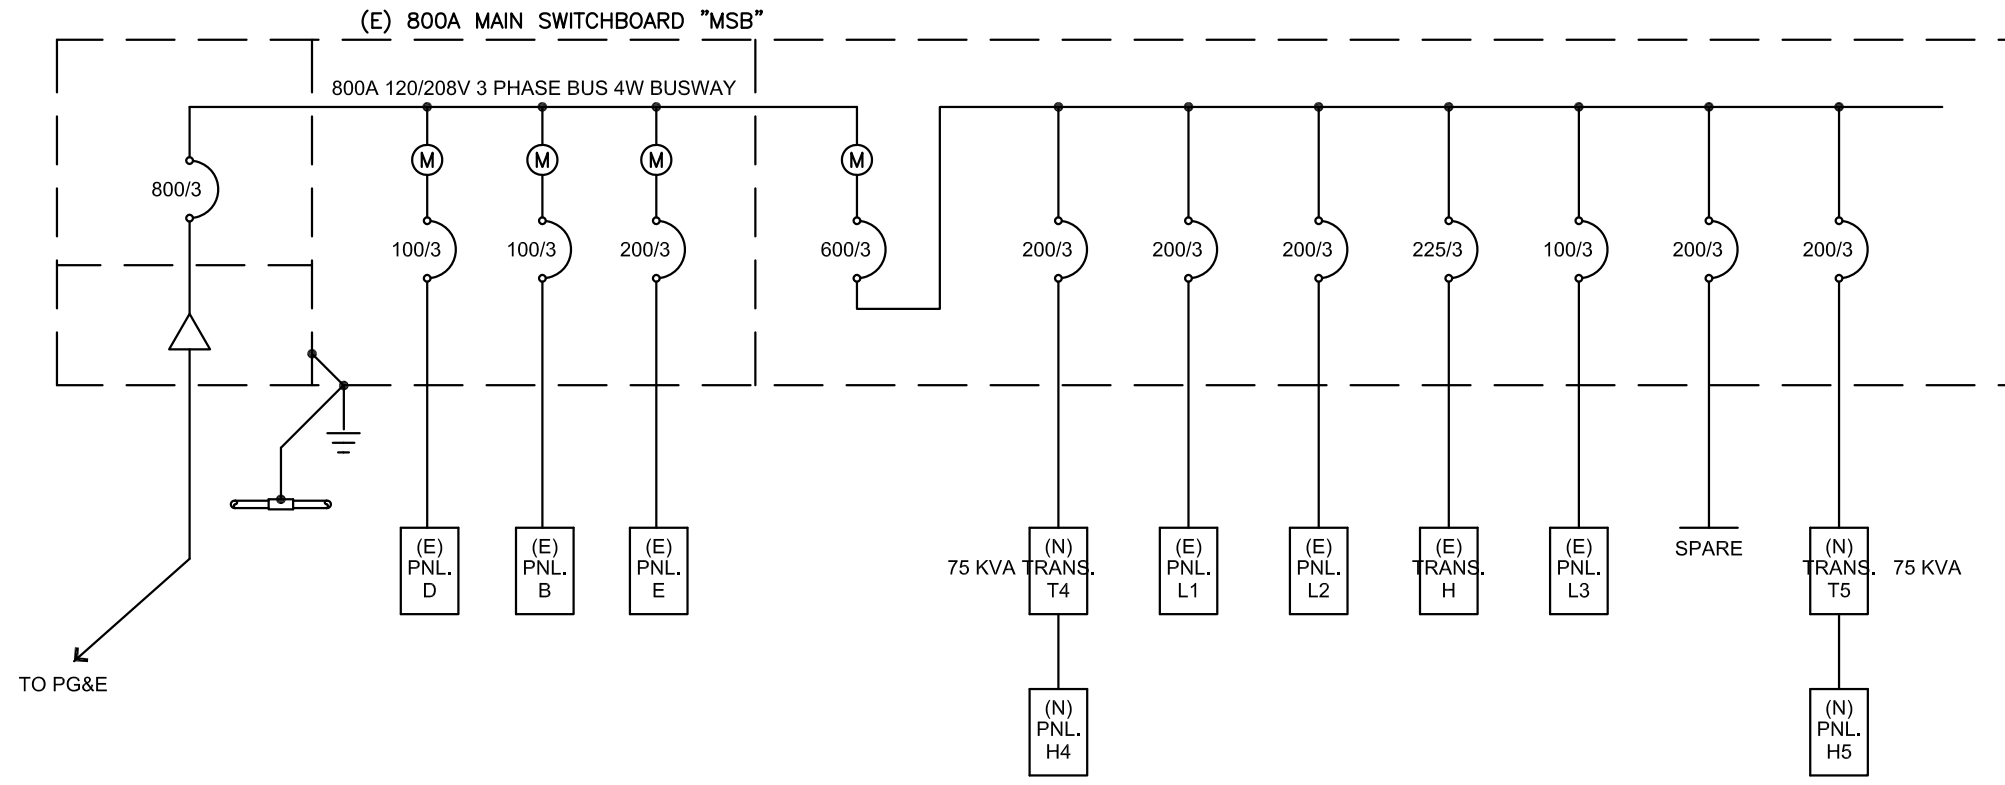 (E) 800A MAIN SWITCHBOARD "MSB"
800A 120/208V 3 PHASE BUS 4W BUSWAY
M
M
M
M
800/3
100/3
100/3
200/3
600/3
200/3
200/3
200/3
225/3
100/3
200/3
200/3
(E)
PNL.
D
(E)
PNL.
B
(E)
PNL.
E
75 KVA
(N)
TRANS.
T4
(E)
PNL.
L1
(E)
PNL.
L2
(E)
TRANS.
H
(E)
PNL.
L3
SPARE
(N)
TRANS.
T5
75 KVA
TO PG&E
(N)
PNL.
H4
(N)
PNL.
H5